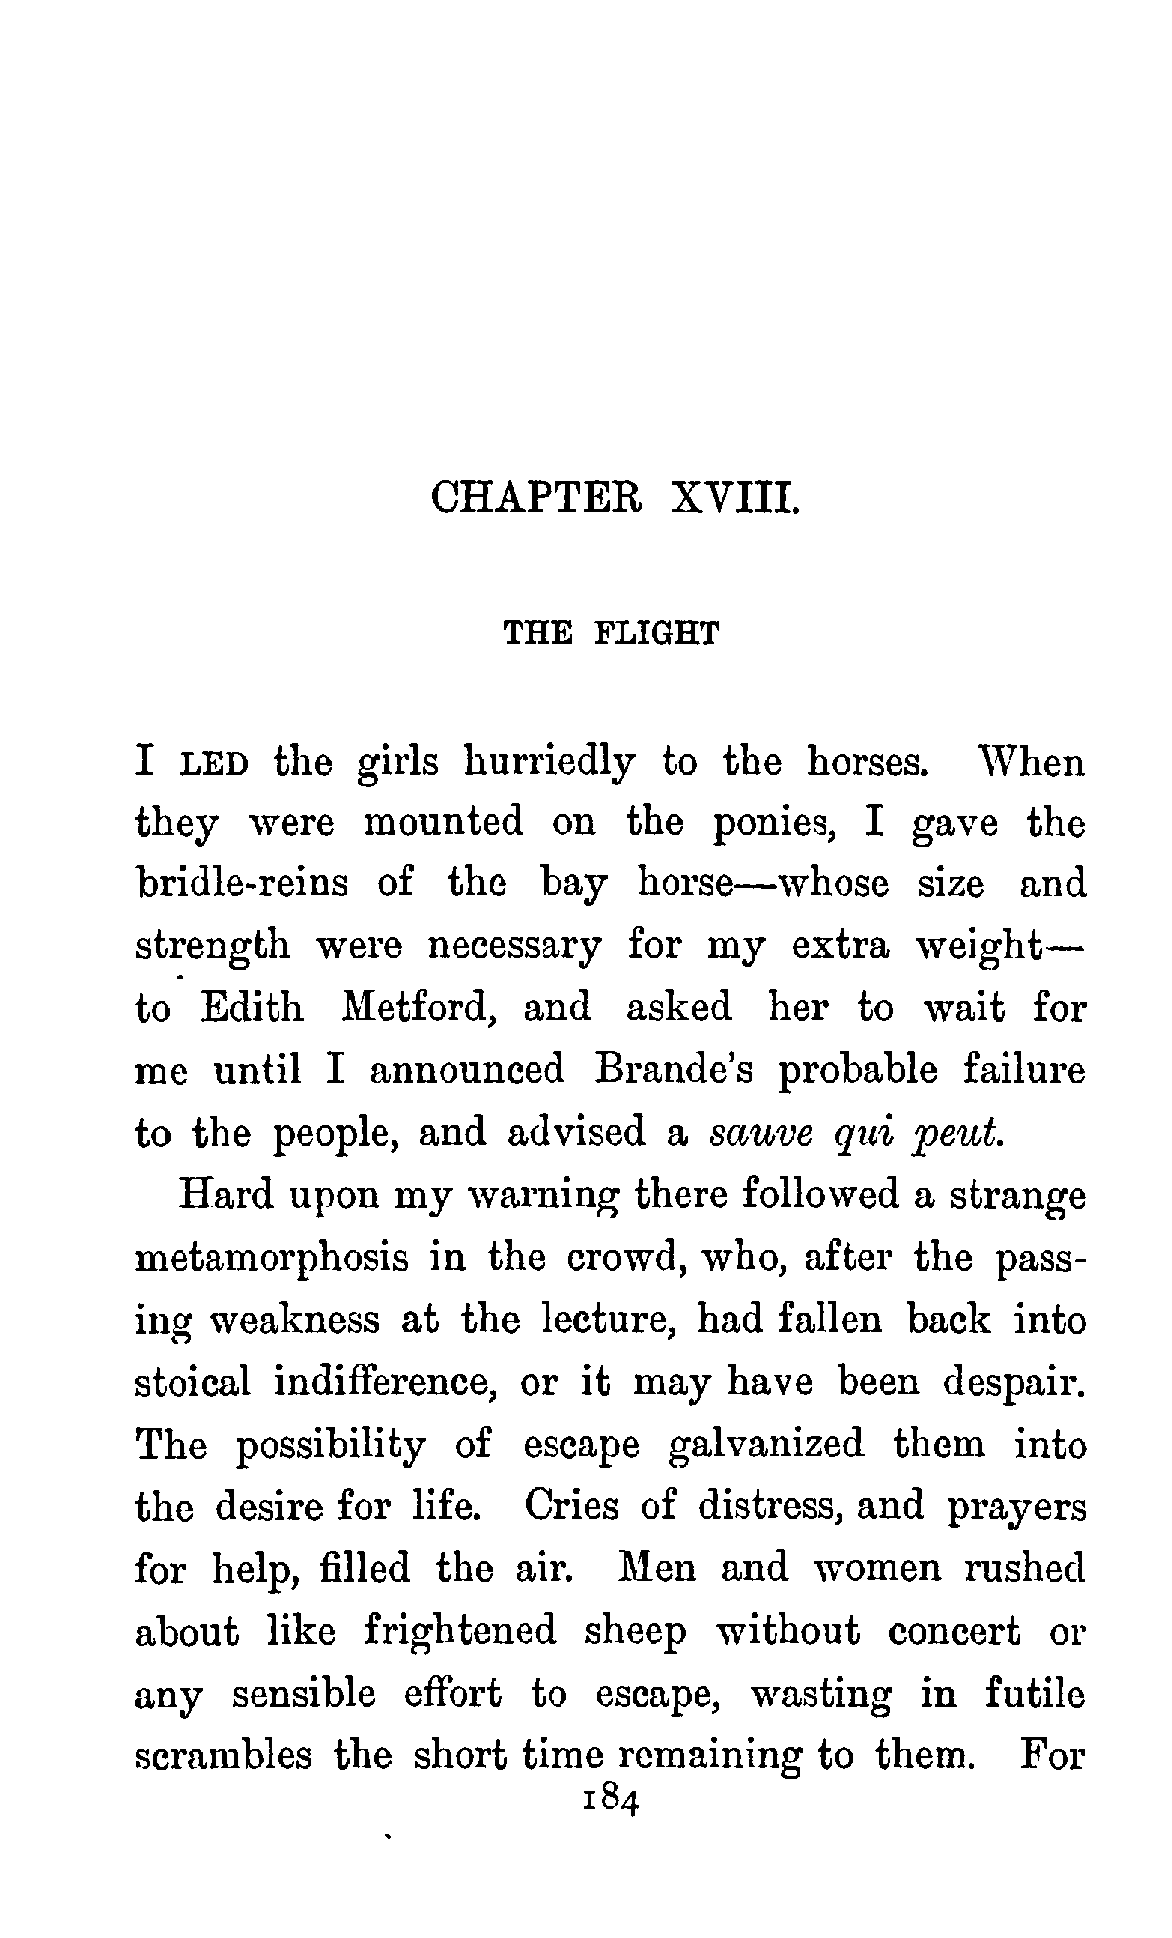 CHAPTER XVIII.
THE FLIGHT
I LED the girls hurriedly to the horses. When
they were mounted on the ponies, I gave the
bridle-reins of the bay horse—whose size and
strength were necessary for my extra weight—
to Edith Metford, and asked her to wait for
me until I announced Brande's probable failure
to the people, and advised a sauve qui peut.
Hard upon my warning there followed a strange
metamorphosis in the crowd, who, after the pass-
ing weakness at the lecture, had fallen back into
stoical indifference, or it may have been despair.
The possibility of escape galvanized them into
the desire for life. Cries of distress, and prayers
for help, filled the air. Men and women rushed
about like frightened sheep without concert or
any sensible effort to escape, wasting in futile
scrambles the short time remaining to them. For
184